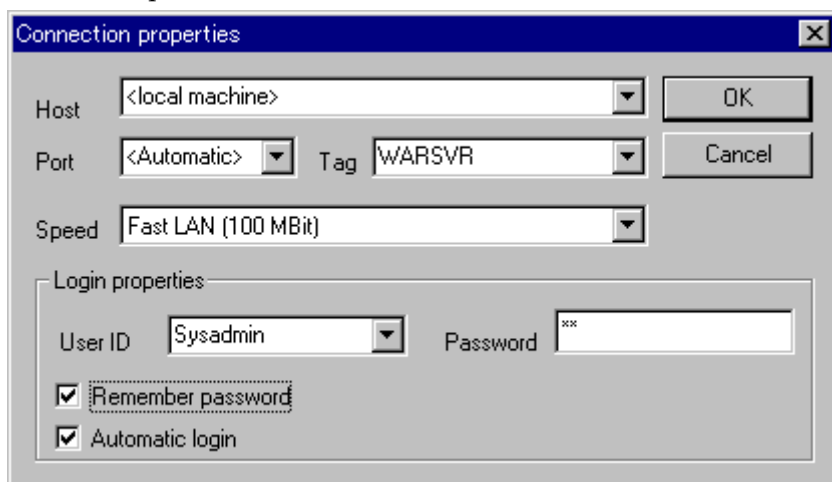 Connection properties
Host <local machine> OK
Port <Automatic> Tag WARSVR Cancel
Speed Fast LAN (100 MBit)
Login properties
User ID Sysadmin Password **
Remember password
Automatic login